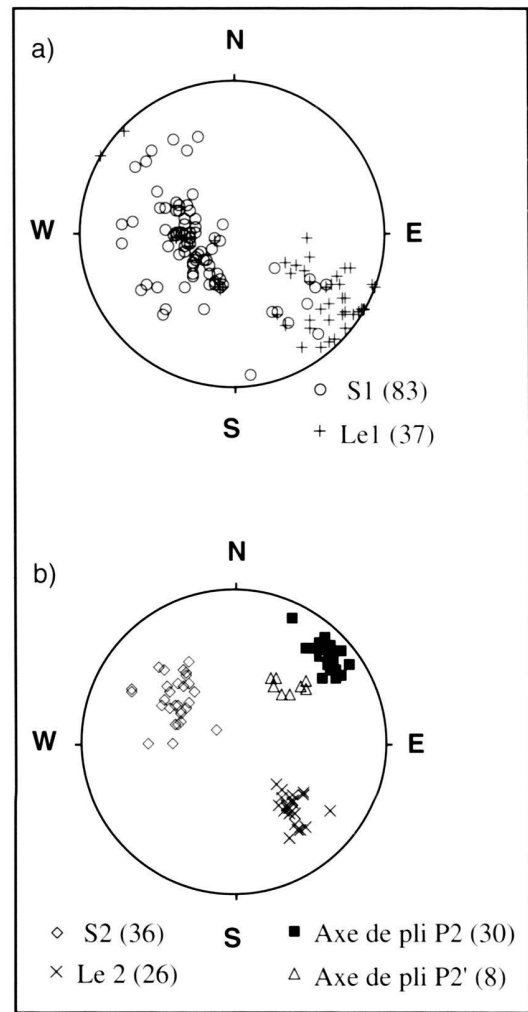 a)
N
W
E
S
S1 (83)
Le1 (37)
b)
N
W
E
S
S2 (36)
Axe de pli P2 (30)
Le 2 (26)
Axe de pli P2' (8)